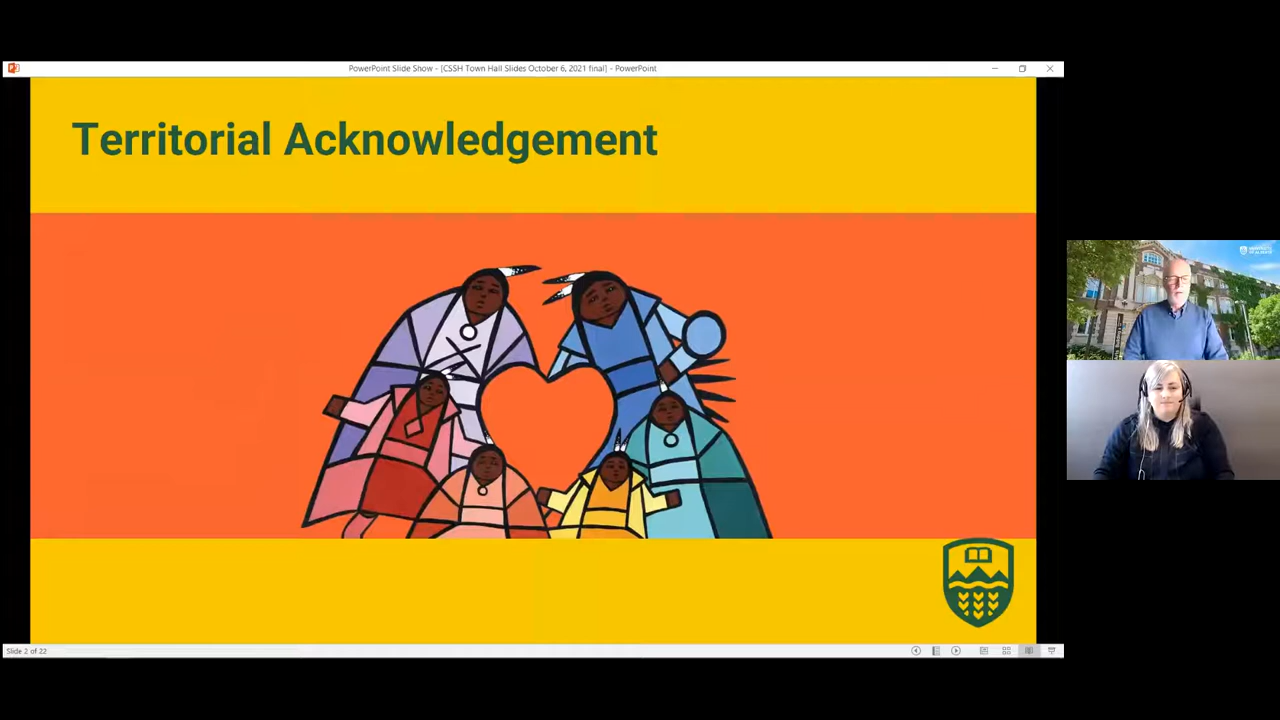 PowerPoint Slide Show - [CSSH Town Hall Slides October 6, 2021 final] - PowerPoint
Territorial Acknowledgement
Slide 2 of 22